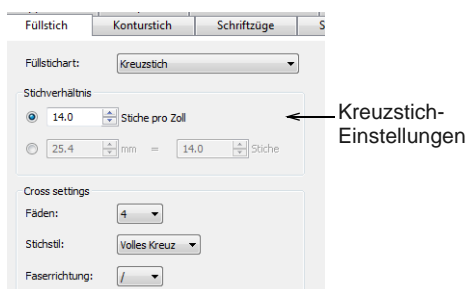 Füllstich Konturstich Schriftzüge S
Füllstichart: Kreuzstich
Stichverhältnis
14.0 Stiche pro Zoll
25.4 mm = 14.0 Stiche
Kreuzstich-
Einstellungen
Cross settings
Fäden: 4
Stichstil: Volles Kreuz
Faserrichtung: /